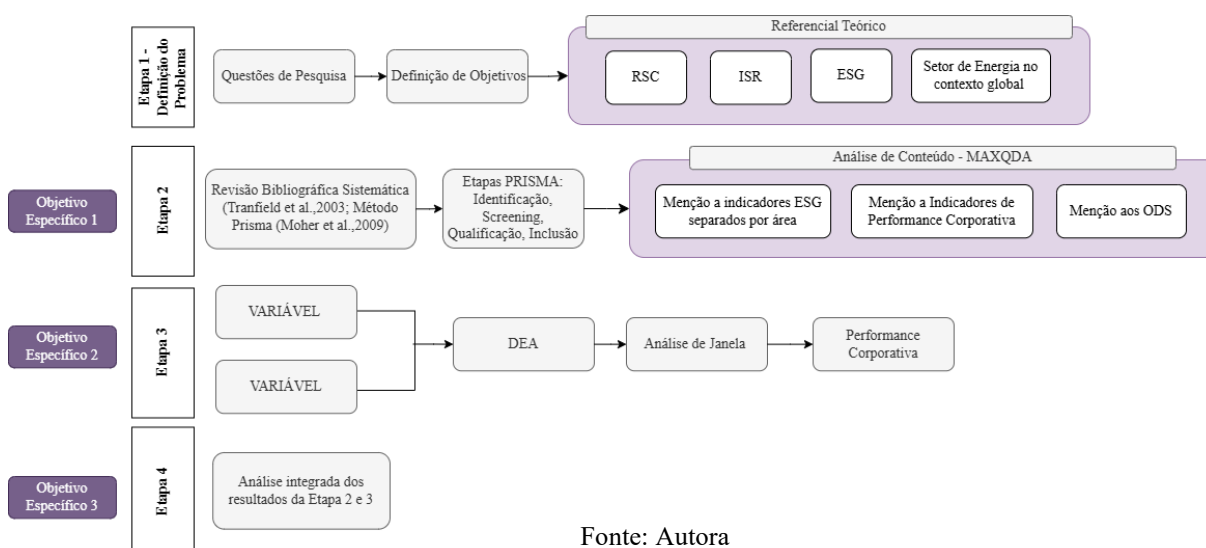 Etapa 1 -
Definição do
Problema
Questões de Pesquisa
Definição de Objetivos
Referencial Teórico
RSC
ISR
ESG
Setor de Energia no
contexto global
Objetivo
Específico 1
Etapa 2
Revisão Bibliográfica Sistemática
(Tranfield et al.,2003; Método
Prisma (Moher et al.,2009)
Etapas PRISMA:
Identificação,
Screening,
Qualificação, Inclusão
Análise de Conteúdo - MAXQDA
Menção a indicadores ESG
separados por área
Menção a Indicadores de
Performance Corporativa
Menção aos ODS
Objetivo
Específico 2
Etapa 3
VARIÁVEL
VARIÁVEL
DEA
Análise de Janela
Performance
Corporativa
Objetivo
Específico 3
Etapa 4
Análise integrada dos
resultados da Etapa 2 e 3
Fonte: Autora